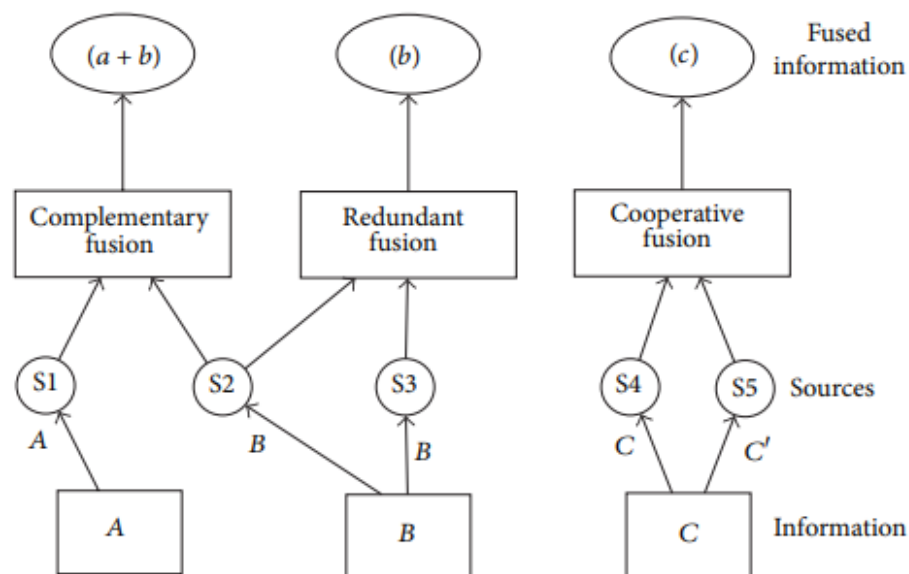 (a + b)
(b)
(c)
Fused
information
Complementary
fusion
Redundant
fusion
Cooperative
fusion
S1
S2
S3
S4
S5
Sources
A
B
B
C
C′
A
B
C
Information